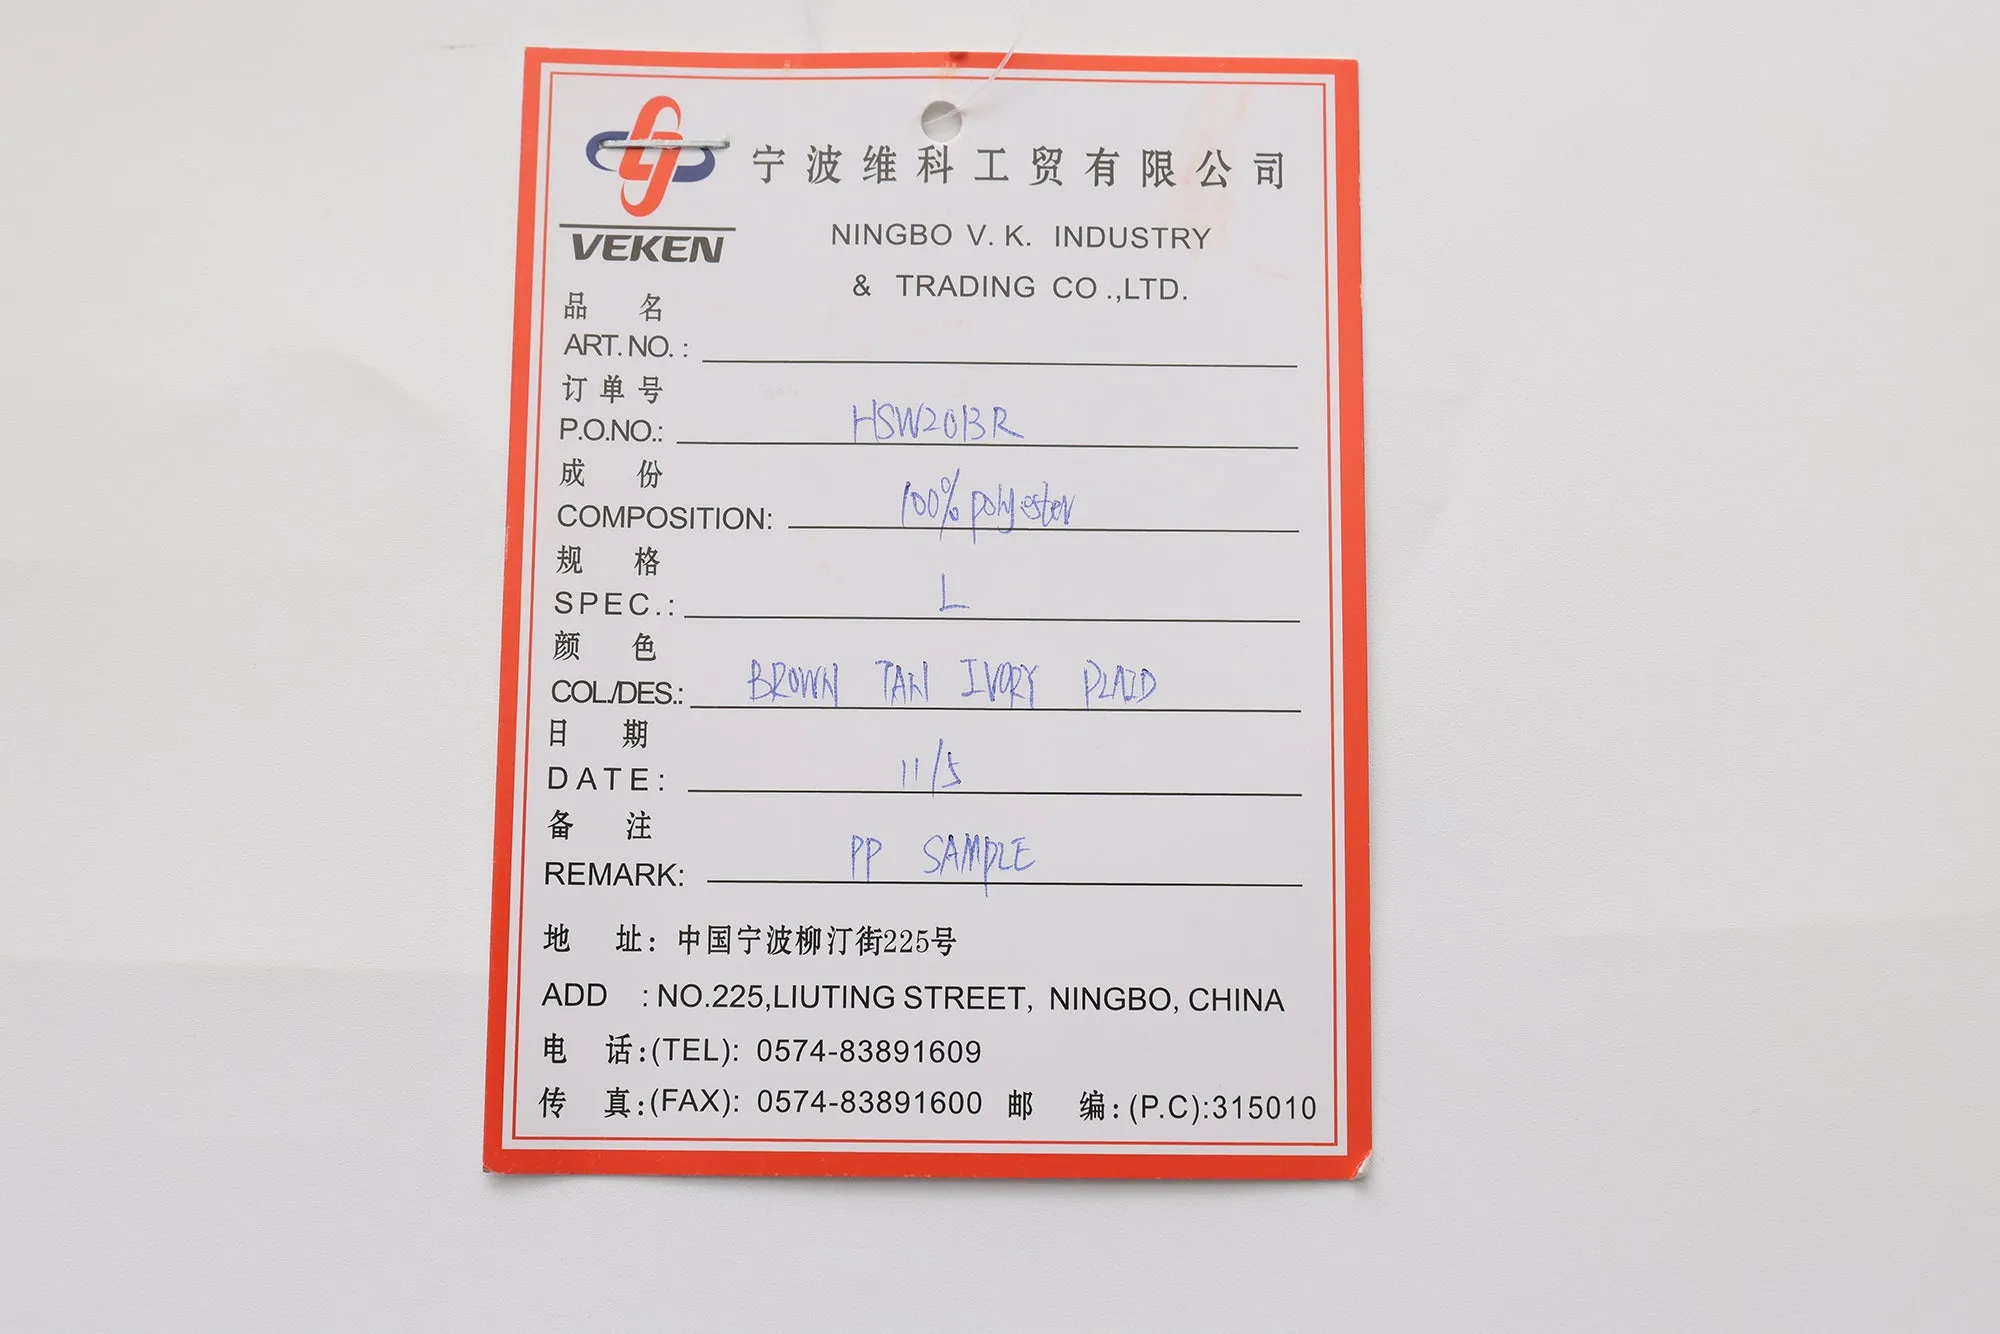 宁波维科工贸有限公司
VEKEN
NINGBO V. K. INDUSTRY
& TRADING CO.,LTD.
品名
ART. NO. :
订单号
P.O.NO.: HSW2013R
成份
COMPOSITION: 100% polyester
规格
SPEC.: L
颜色
COL./DES.: BROWN TAN IVORY PLAID
日期
DATE: 11/5
备注
REMARK: PP SAMPLE
地址: 中国宁波柳汀街225号
ADD : NO.225,LIUTING STREET, NINGBO, CHINA
电话:(TEL): 0574-83891609
传真:(FAX): 0574-83891600 邮编:(P.C):315010